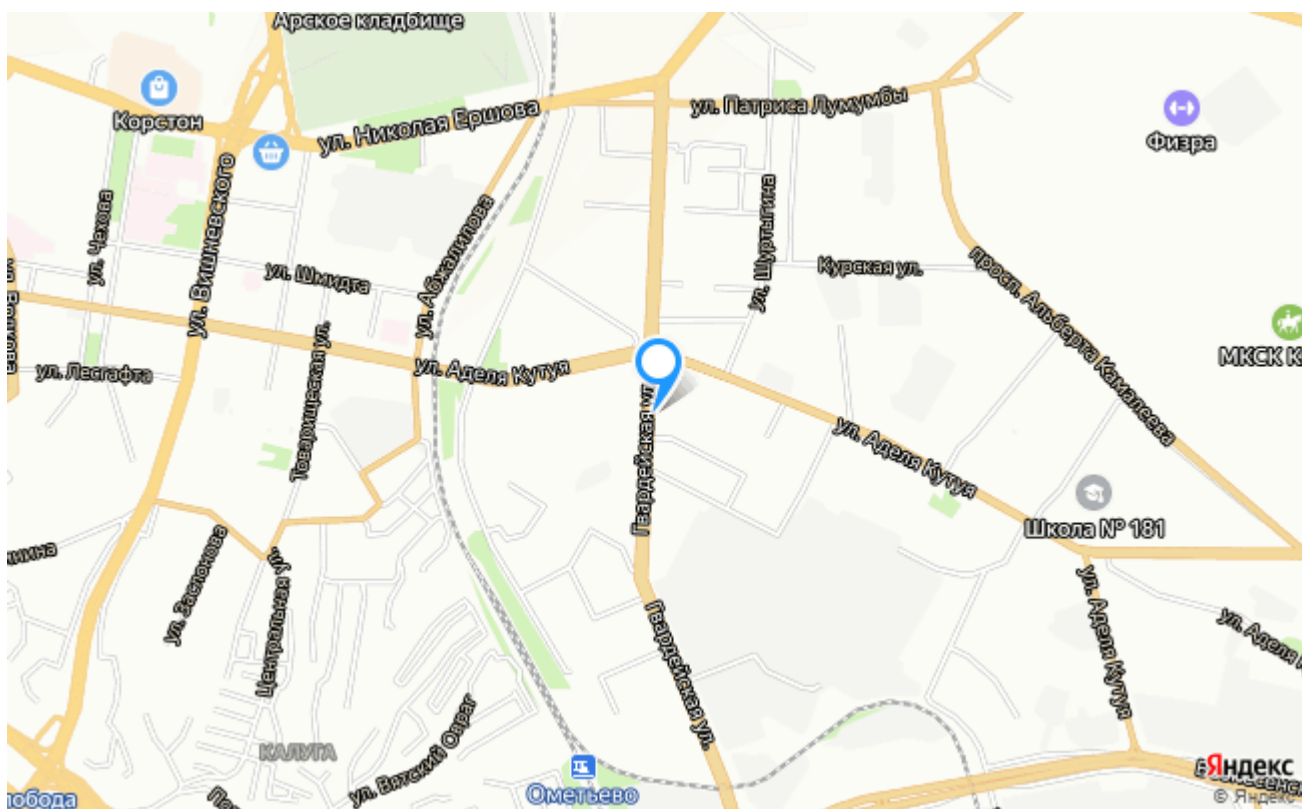 Арское кладбище
Корстон
ул. Николая Ершова
ул. Патриса Лумумбы
Физра
ул. Вишневского
ул. Чехова
ул. Шмидта
ул. Абжалилова
ул. Шуртыгина
Курская ул.
просп. Альберта Камалеева
МКСК К
ул. Лесгафта
Товарищеская ул.
ул. Аделя Кутуя
Гвардейская ул.
ул. Аделя Кутуя
Школа № 181
ул. Заслонова
Центральная ул.
Гвардейская ул.
ул. Аделя Кутуя
ул. Аделя
КАЛУГА
ул. Вятский Овраг
Ометьево
Яндекс
© Яндекс